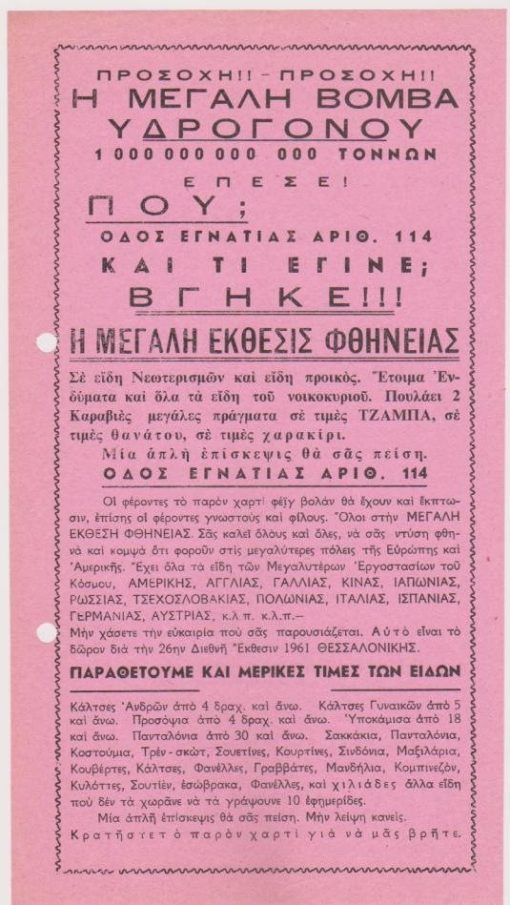 ΠΡΟΣΟΧΗ!! - ΠΡΟΣΟΧΗ!!
Η ΜΕΓΑΛΗ ΒΟΜΒΑ
ΥΔΡΟΓΟΝΟΥ
1 000 000 000 000 ΤΟΝΝΩΝ
ΕΠΕΣΕ!
ΠΟΥ;
ΟΔΟΣ ΕΓΝΑΤΙΑΣ ΑΡΙΘ. 114
ΚΑΙ ΤΙ ΕΓΙΝΕ;
ΒΓΗΚΕ!!!
Η ΜΕΓΑΛΗ ΕΚΘΕΣΙΣ ΦΘΗΝΕΙΑΣ
Σὲ εἴδη Νεωτερισμῶν καὶ εἴδη προικός. Ἕτοιμα Ἐν-
δύματα καὶ ὅλα τὰ εἴδη τοῦ νοικοκυριοῦ. Πουλάει 2
Καραβιὲς μεγάλες πράγματα σὲ τιμὲς ΤΖΑΜΠΑ, σὲ
τιμὲς θανάτου, σὲ τιμὲς χαρακίρι.
Μία ἁπλῆ ἐπίσκεψις θὰ σᾶς πείση.
ΟΔΟΣ ΕΓΝΑΤΙΑΣ ΑΡΙΘ. 114
Οἱ φέροντες τὸ παρὸν χαρτὶ φέϊγ βολὰν θὰ ἔχουν καὶ ἔκπτω-
σιν, ἐπίσης οἱ φέροντες γνωστοὺς καὶ φίλους. Ὅλοι στὴν ΜΕΓΑΛΗ
ΕΚΘΕΣΗ ΦΘΗΝΕΙΑΣ. Σᾶς καλεῖ ὅλους καὶ ὅλες, νὰ σᾶς ντύση φθη-
νὰ καὶ κομψὰ ὅτι φοροῦν στὶς μεγαλύτερες πόλεις τῆς Εὐρώπης καὶ
Ἀμερικῆς. Ἔχει ὅλα τὰ εἴδη τῶν Μεγαλυτέρων Ἐργοστασίων τοῦ
Κόσμου, ΑΜΕΡΙΚΗΣ, ΑΓΓΛΙΑΣ, ΓΑΛΛΙΑΣ, ΚΙΝΑΣ, ΙΑΠΩΝΙΑΣ,
ΡΩΣΣΙΑΣ, ΤΣΕΧΟΣΛΟΒΑΚΙΑΣ, ΠΟΛΩΝΙΑΣ, ΙΤΑΛΙΑΣ, ΙΣΠΑΝΙΑΣ,
ΓΕΡΜΑΝΙΑΣ, ΑΥΣΤΡΙΑΣ, κ.λ.π. κ.λ.π.—
Μὴν χάσετε τὴν εὐκαιρία ποὺ σᾶς παρουσιάζεται. Αὐτὸ εἶναι τὸ
δῶρον διὰ τὴν 26ην Διεθνῆ Ἔκθεσιν 1961 ΘΕΣΣΑΛΟΝΙΚΗΣ.
ΠΑΡΑΘΕΤΟΥΜΕ ΚΑΙ ΜΕΡΙΚΕΣ ΤΙΜΕΣ ΤΩΝ ΕΙΔΩΝ
Κάλτσες Ἀνδρῶν ἀπὸ 4 δραχ. καὶ ἄνω. Κάλτσες Γυναικῶν ἀπὸ 5
καὶ ἄνω. Προσόψια ἀπὸ 4 δραχ. καὶ ἄνω. Ὑποκάμισα ἀπὸ 18
καὶ ἄνω. Πανταλόνια ἀπὸ 30 καὶ ἄνω. Σακκάκια, Πανταλόνια,
Κοστούμια, Τρέν - σκώτ, Σουετίνες, Κουρτίνες, Σινδόνια, Μαξιλάρια,
Κουβέρτες, Κάλτσες, Φανέλλες, Γραββάτες, Μανδήλια, Κομπινεζόν,
Κυλόττες, Σουτιέν, ἐσώβρακα, Φανέλλες, καὶ χιλιάδες ἄλλα εἴδη
ποὺ δὲν τὰ χωρᾶνε νὰ τὰ γράψουνε 10 ἐφημερίδες.
Μία ἁπλῆ ἐπίσκεψις θὰ σᾶς πείση. Μὴν λείψη κανείς.
Κρατῆστε τὸ παρὸν χαρτὶ γιὰ νὰ μᾶς βρῆτε.